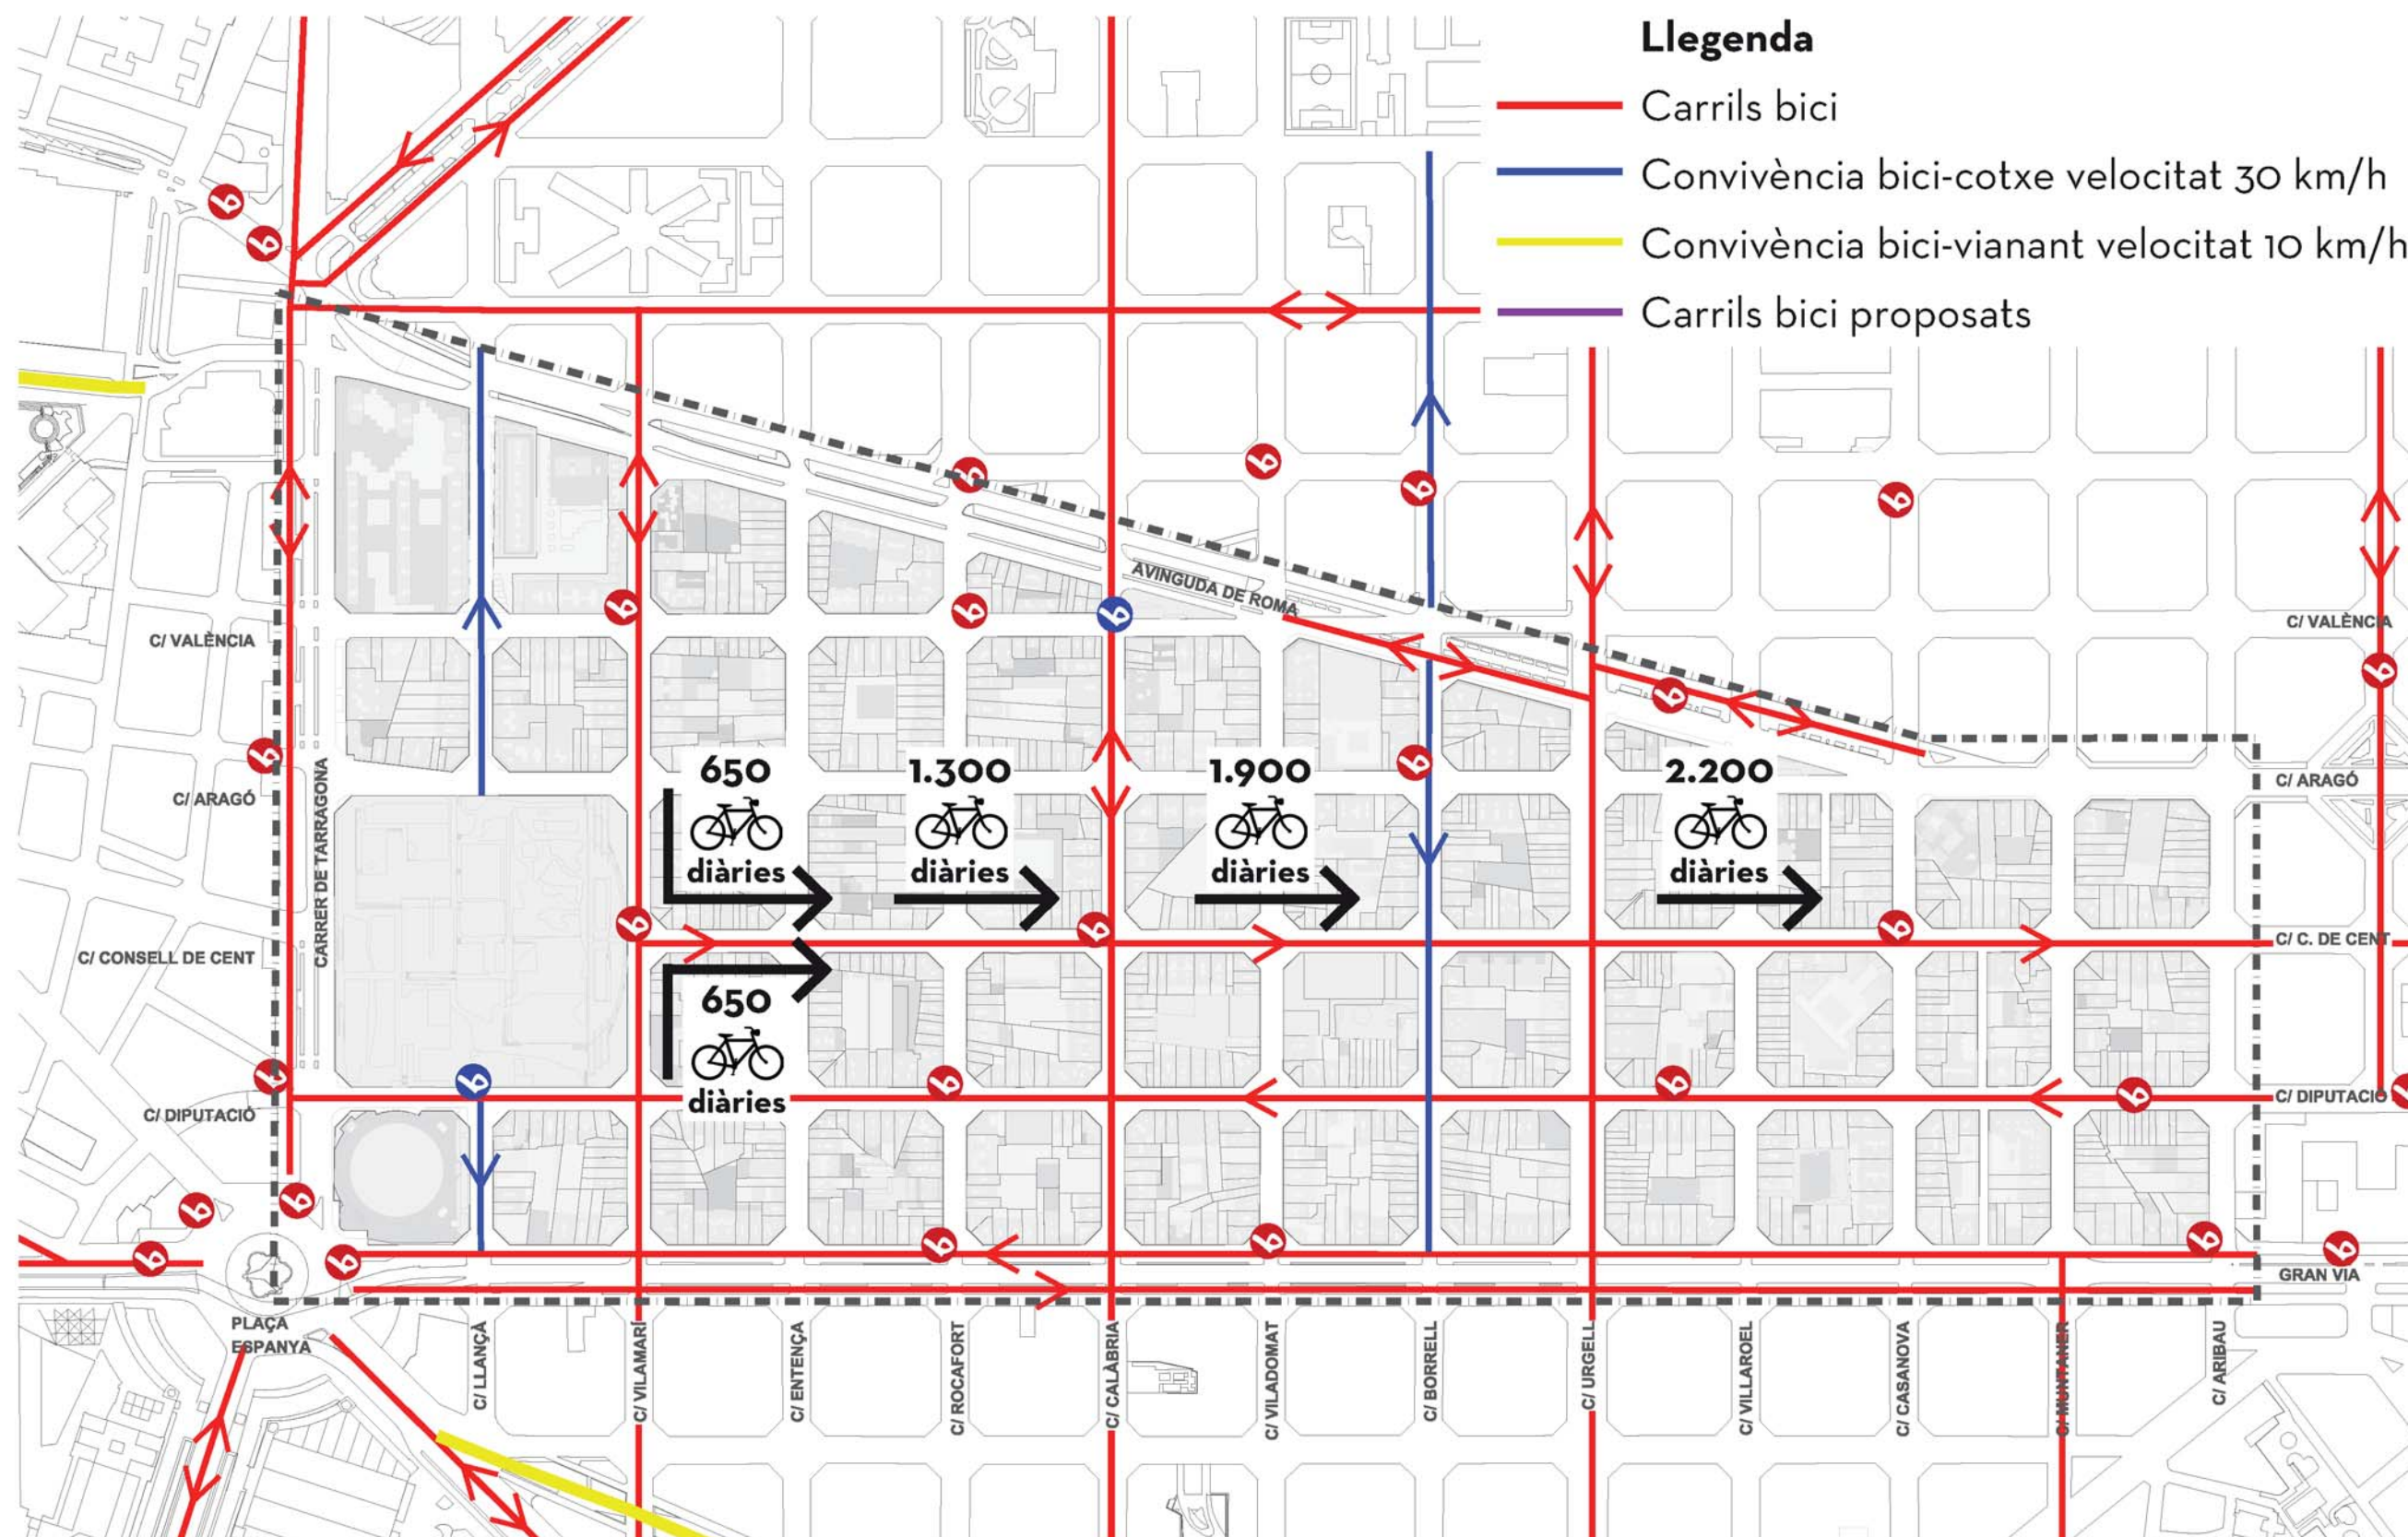 Llegenda
Carrils bici
Convivència bici-cotxe velocitat 30 km/h
Convivència bici-vianant velocitat 10 km/h
Carrils bici proposats
AVINGUDA DE ROMA
C/ VALÈNCIA
C/ VALÈNCIA
C/ ARAGÓ
C/ ARAGÓ
CARRER DE TARRAGONA
650
diàries
1.300
diàries
1.900
diàries
2.200
diàries
C/ CONSELL DE CENT
C/ C. DE CENT
650
diàries
C/ DIPUTACIÓ
C/ DIPUTACIÓ
GRAN VIA
PLAÇA
ESPANYA
C/ LLANÇÀ
C/ VILAMARÍ
C/ ENTENÇA
C/ ROCAFORT
C/ CALÀBRIA
C/ VILADOMAT
C/ BORRELL
C/ URGELL
C/ VILLAROEL
C/ CASANOVA
C/ MUNTANER
C/ ARIBAU